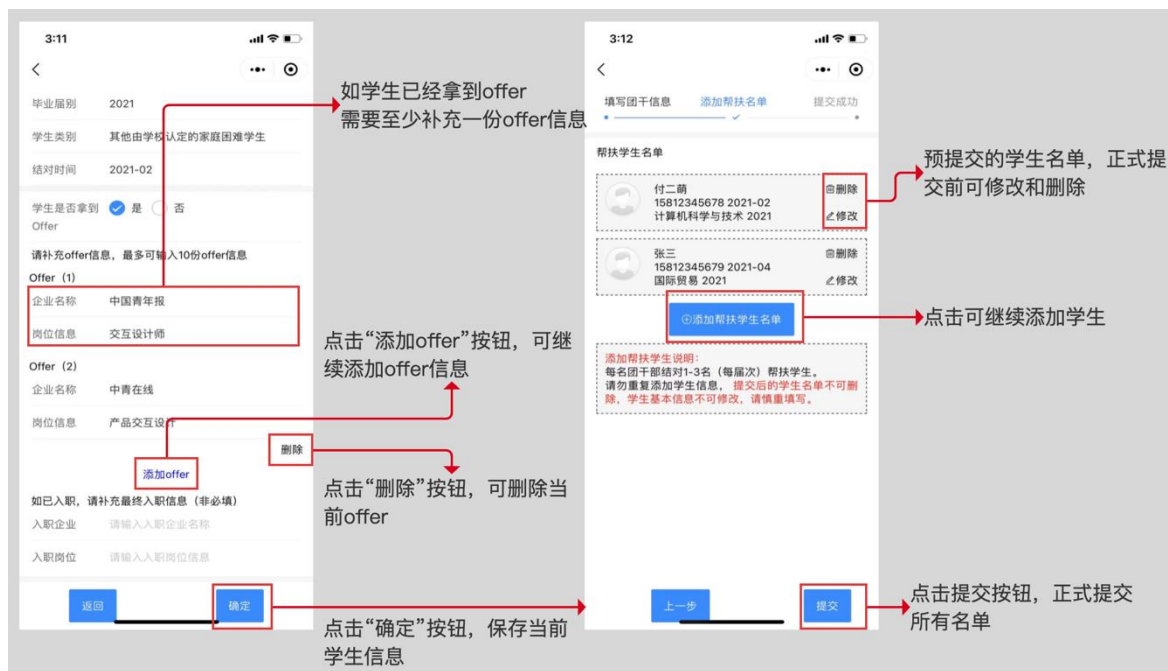 3:11
毕业届别 2021
学生类别 其他由学校认定的家庭困难学生
结对时间 2021-02
学生是否拿到 是 否
Offer
请补充offer信息，最多可输入10份offer信息
Offer（1）
企业名称 中国青年报
岗位信息 交互设计师
Offer（2）
企业名称 中青在线
岗位信息 产品交互设计
删除
添加offer
如已入职，请补充最终入职信息（非必填）
入职企业 请输入入职企业名称
入职岗位 请输入入职岗位信息
返回 确定
如学生已经拿到offer
需要至少补充一份offer信息
点击“添加offer”按钮，可继
续添加offer信息
点击“删除”按钮，可删除当
前offer
点击“确定”按钮，保存当前
学生信息
3:12
填写团干信息 添加帮扶名单 提交成功
帮扶学生名单
付二萌 删除
15812345678 2021-02
计算机科学与技术 2021 修改
张三 删除
15812345679 2021-04
国际贸易 2021 修改
添加帮扶学生名单
添加帮扶学生说明：
每名团干部结对1-3名（每届次）帮扶学生。
请勿重复添加学生信息，提交后的学生名单不可删
除，学生基本信息不可修改，请慎重填写。
上一步 提交
预提交的学生名单，正式提
交前可修改和删除
点击可继续添加学生
点击提交按钮，正式提交
所有名单